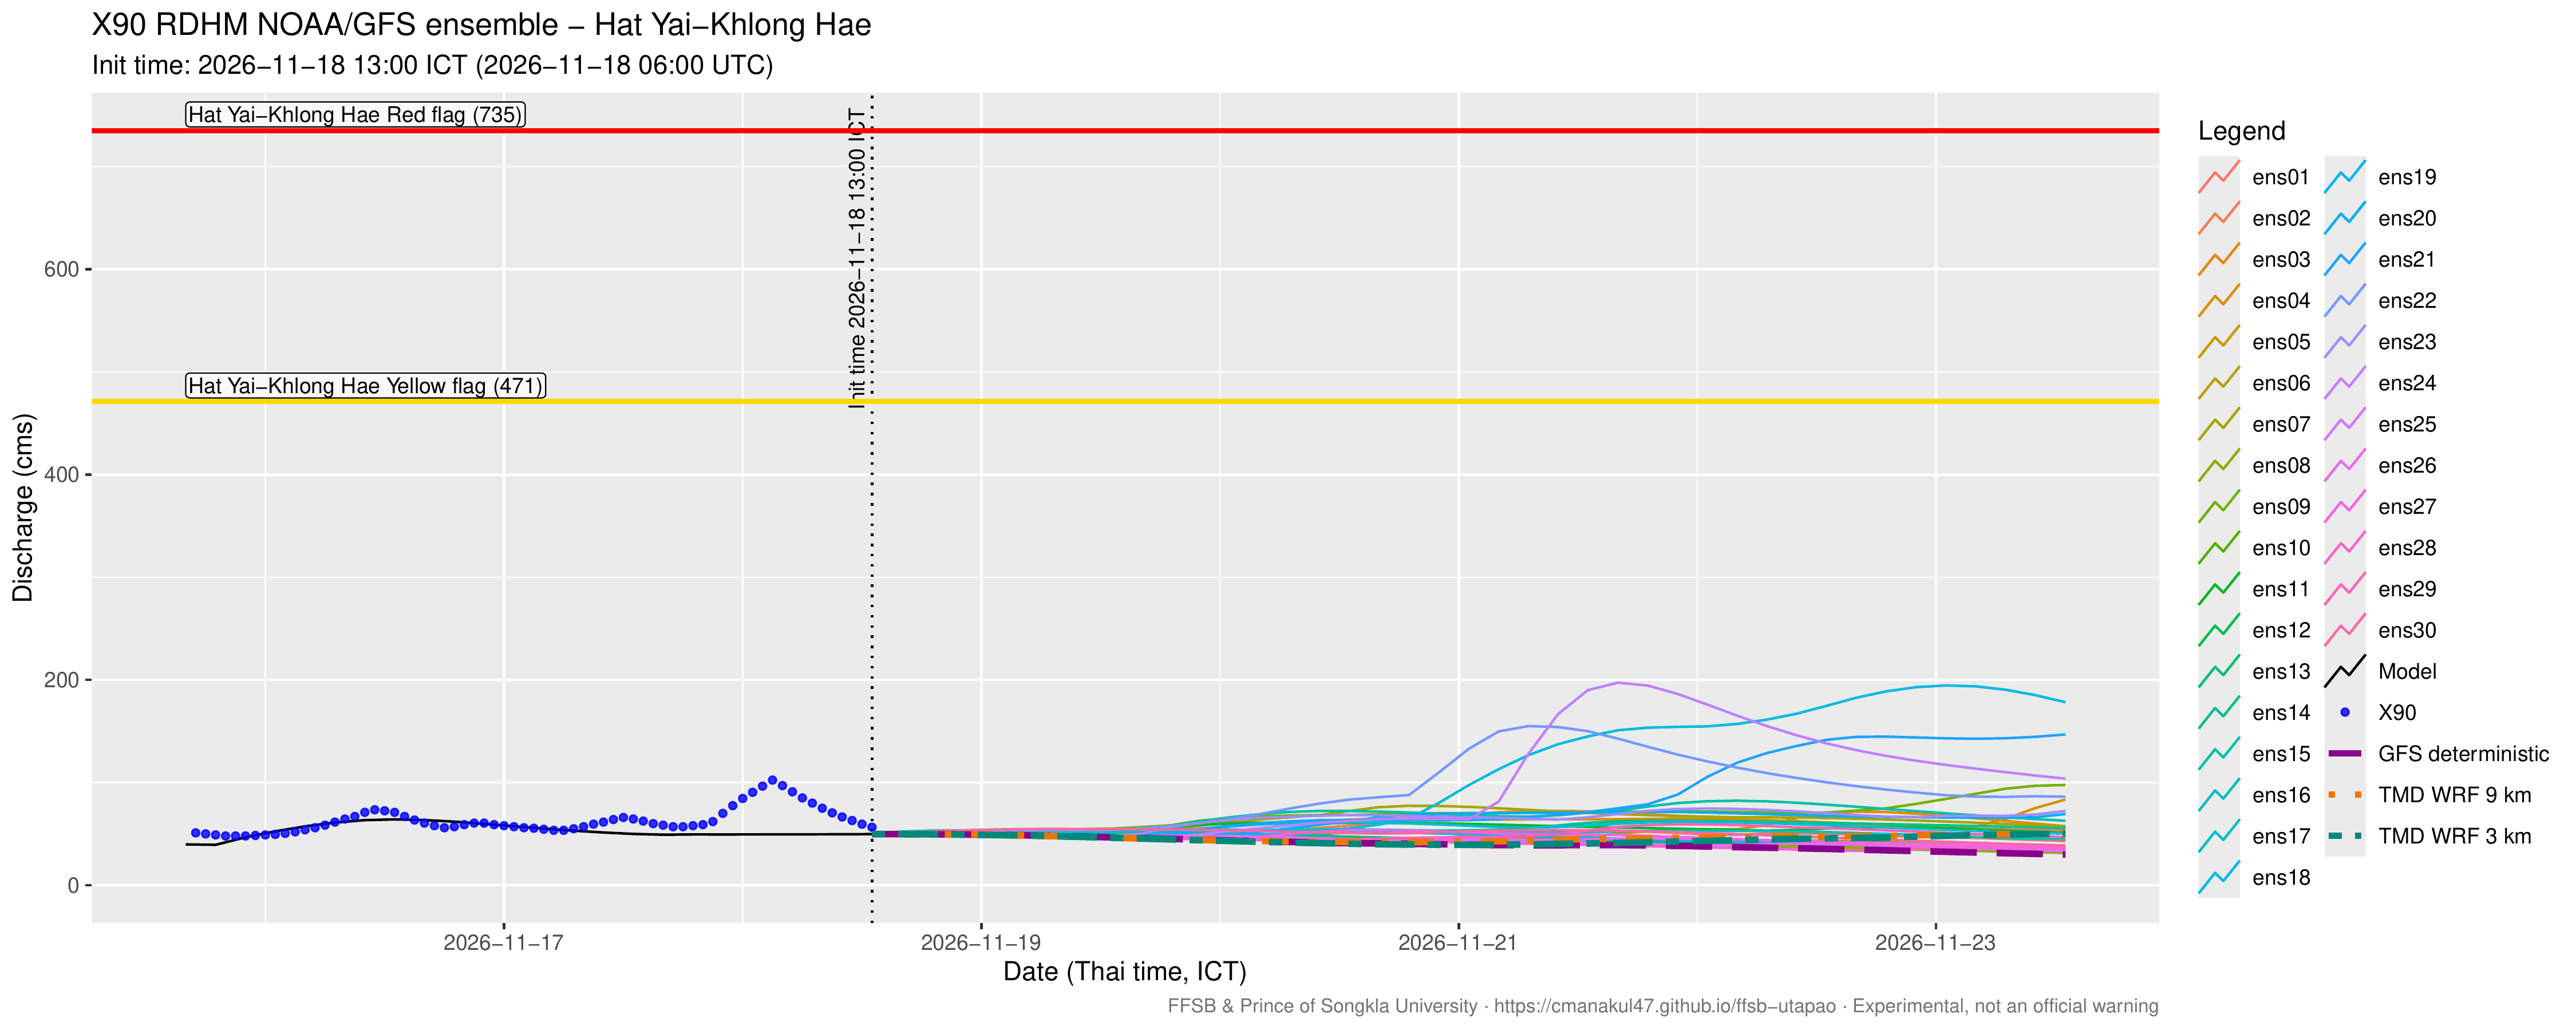 X90 RDHM NOAA/GFS ensemble – Hat Yai–Khlong Hae
Init time: 2026–11–18 13:00 ICT (2026–11–18 06:00 UTC)
Hat Yai–Khlong Hae Red flag (735)
Hat Yai–Khlong Hae Yellow flag (471)
Init time 2026–11–18 13:00 ICT
Discharge (cms)
600
400
200
0
2026–11–17
2026–11–19
2026–11–21
2026–11–23
Date (Thai time, ICT)
FFSB & Prince of Songkla University · https://cmanakul47.github.io/ffsb–utapao · Experimental, not an official warning
Legend
ens01
ens02
ens03
ens04
ens05
ens06
ens07
ens08
ens09
ens10
ens11
ens12
ens13
ens14
ens15
ens16
ens17
ens18
ens19
ens20
ens21
ens22
ens23
ens24
ens25
ens26
ens27
ens28
ens29
ens30
Model
X90
GFS deterministic
TMD WRF 9 km
TMD WRF 3 km